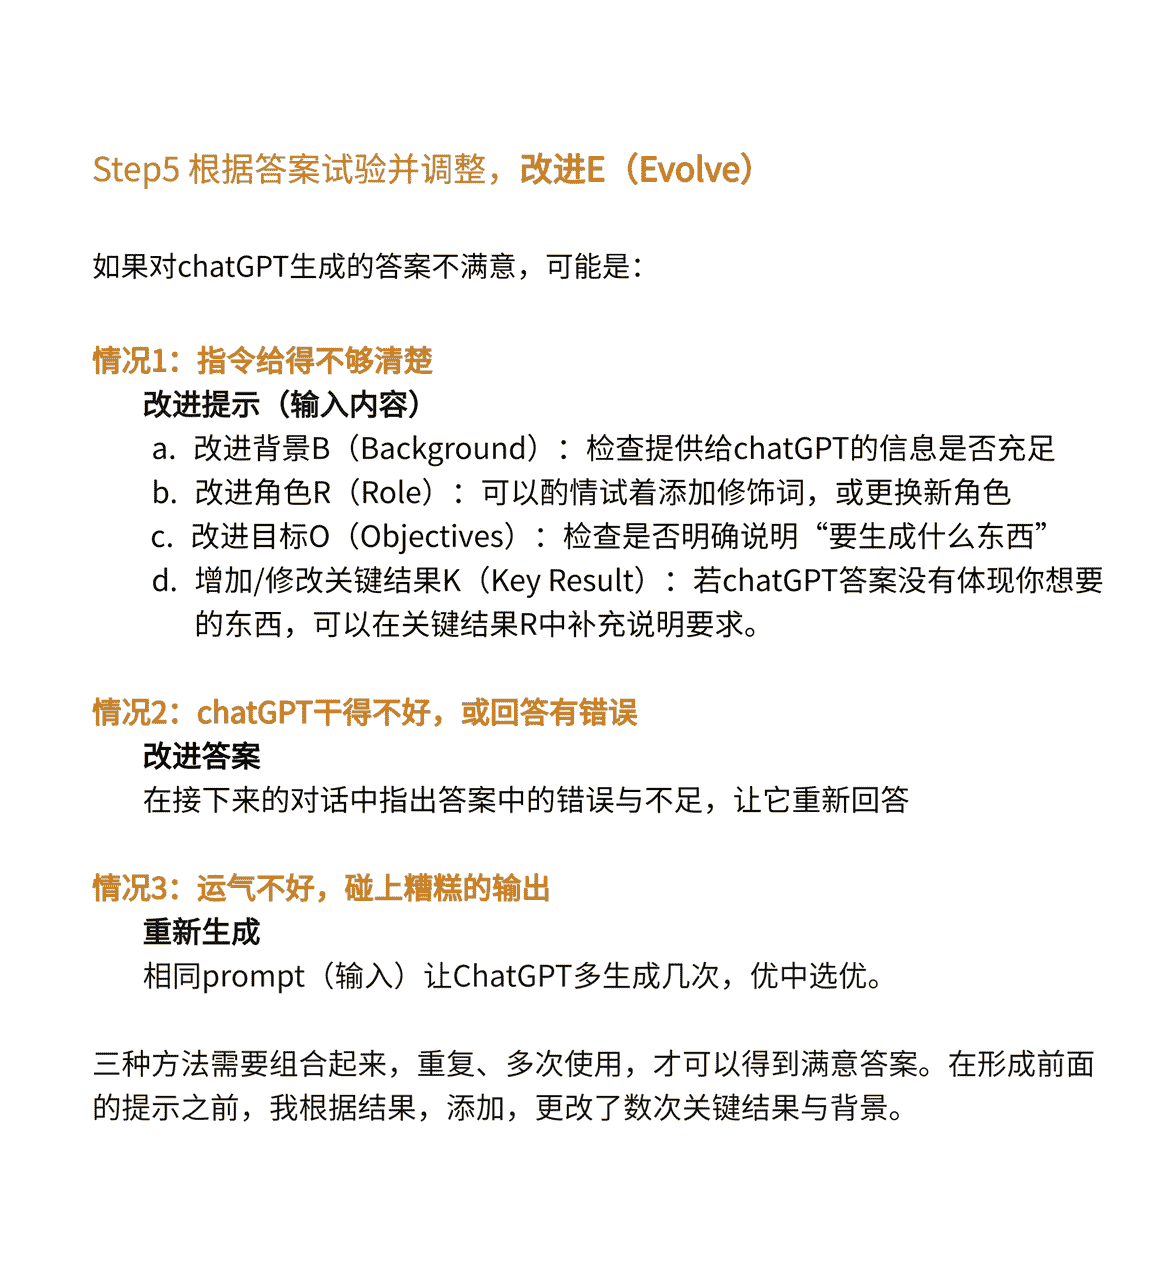 Step5 根据答案试验并调整，改进E（Evolve）
如果对chatGPT生成的答案不满意，可能是：
情况1：指令给得不够清楚
改进提示（输入内容）
a. 改进背景B（Background）：检查提供给chatGPT的信息是否充足
b. 改进角色R（Role）：可以酌情试着添加修饰词，或更换新角色
c. 改进目标O（Objectives）：检查是否明确说明“要生成什么东西”
d. 增加/修改关键结果K（Key Result）：若chatGPT答案没有体现你想要
的东西，可以在关键结果R中补充说明要求。
情况2：chatGPT干得不好，或回答有错误
改进答案
在接下来的对话中指出答案中的错误与不足，让它重新回答
情况3：运气不好，碰上糟糕的输出
重新生成
相同prompt（输入）让ChatGPT多生成几次，优中选优。
三种方法需要组合起来，重复、多次使用，才可以得到满意答案。在形成前面
的提示之前，我根据结果，添加，更改了数次关键结果与背景。